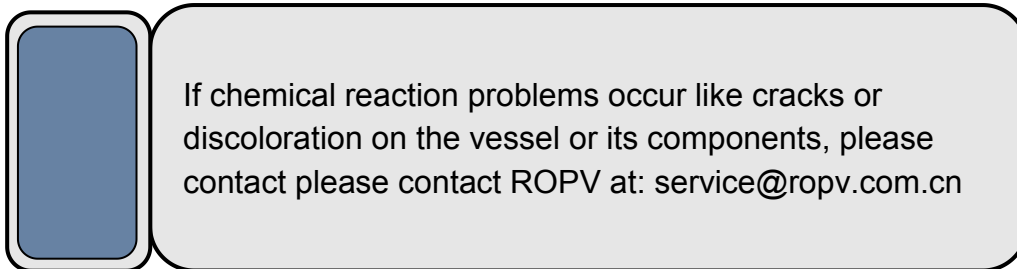 If chemical reaction problems occur like cracks or
discoloration on the vessel or its components, please
contact please contact ROPV at: service@ropv.com.cn